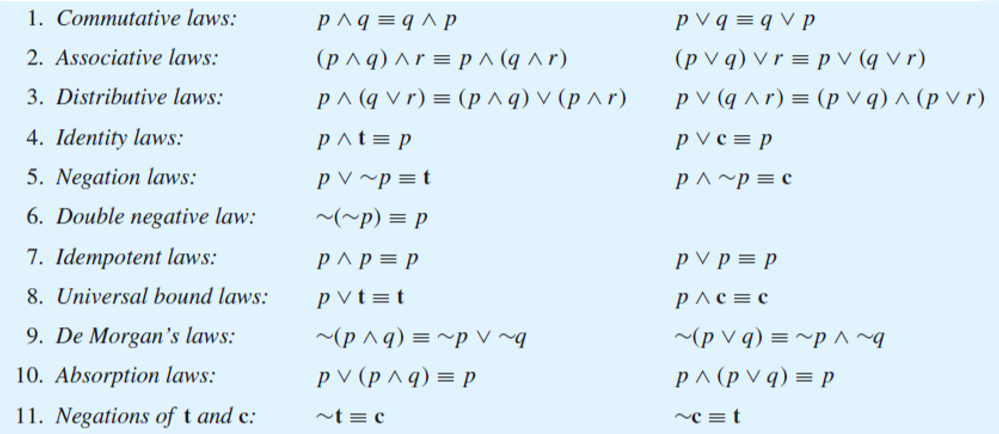 1. Commutative laws: p ∧ q ≡ q ∧ p p ∨ q ≡ q ∨ p
2. Associative laws: (p ∧ q) ∧ r ≡ p ∧ (q ∧ r) (p ∨ q) ∨ r ≡ p ∨ (q ∨ r)
3. Distributive laws: p ∧ (q ∨ r) ≡ (p ∧ q) ∨ (p ∧ r) p ∨ (q ∧ r) ≡ (p ∨ q) ∧ (p ∨ r)
4. Identity laws: p ∧ t ≡ p p ∨ c ≡ p
5. Negation laws: p ∨ ~p ≡ t p ∧ ~p ≡ c
6. Double negative law: ~(~p) ≡ p
7. Idempotent laws: p ∧ p ≡ p p ∨ p ≡ p
8. Universal bound laws: p ∨ t ≡ t p ∧ c ≡ c
9. De Morgan's laws: ~(p ∧ q) ≡ ~p ∨ ~q ~(p ∨ q) ≡ ~p ∧ ~q
10. Absorption laws: p ∨ (p ∧ q) ≡ p p ∧ (p ∨ q) ≡ p
11. Negations of t and c: ~t ≡ c ~c ≡ t